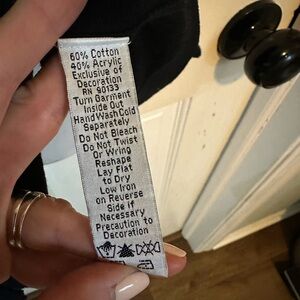 60% Cotton
40% Acrylic
Exclusive of
Decoration
RN 90133
Turn Garment
Inside Out
Hand Wash Cold
Separately
Do Not Bleach
Do Not Twist
Or Wring
Reshape
Lay Flat
to Dry
Low Iron
on Reverse
Side if
Necessary
Precaution to
Decoration